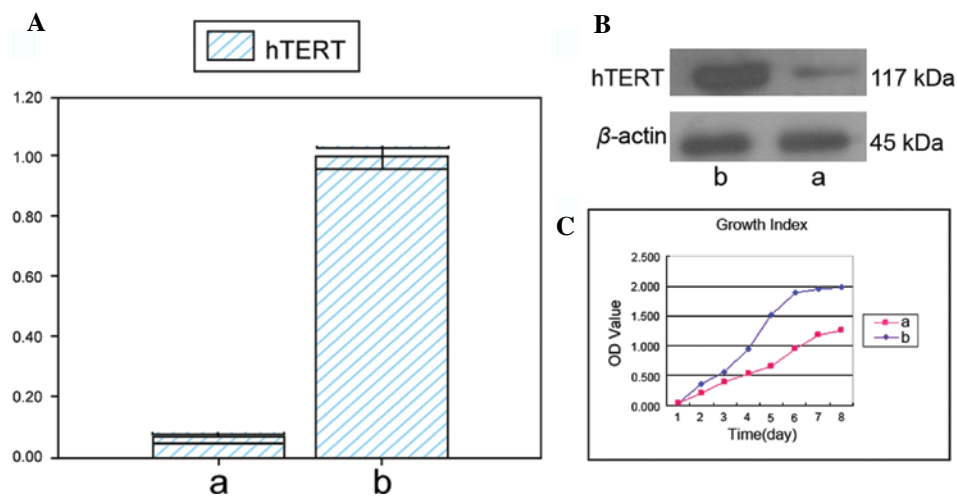 A
hTERT
1.20
1.00
0.80
0.60
0.40
0.20
0.00
a
b
B
hTERT
117 kDa
β-actin
45 kDa
b
a
C
Growth Index
OD Value
2.500
2.000
1.500
1.000
0.500
0.000
1 2 3 4 5 6 7 8
Time(day)
a
b